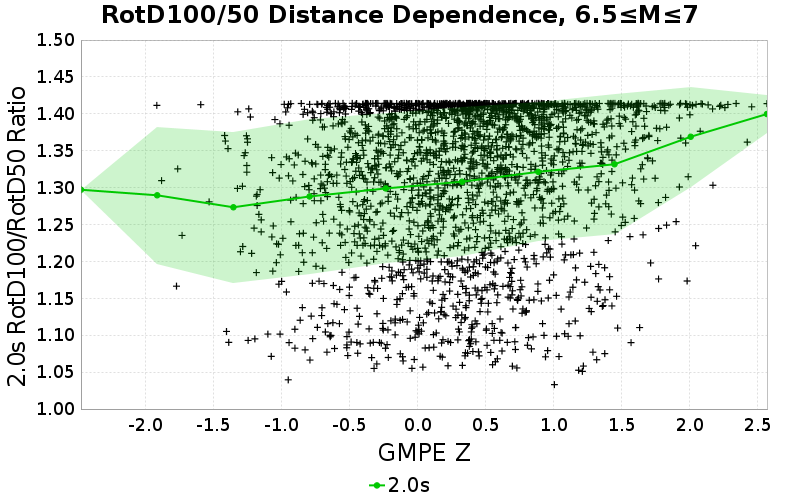 RotD100/50 Distance Dependence, 6.5≤M≤7
2.0s RotD100/RotD50 Ratio
1.50
1.45
1.40
1.35
1.30
1.25
1.20
1.15
1.10
1.05
1.00
-2.0 -1.5 -1.0 -0.5 0.0 0.5 1.0 1.5 2.0 2.5
GMPE Z
2.0s